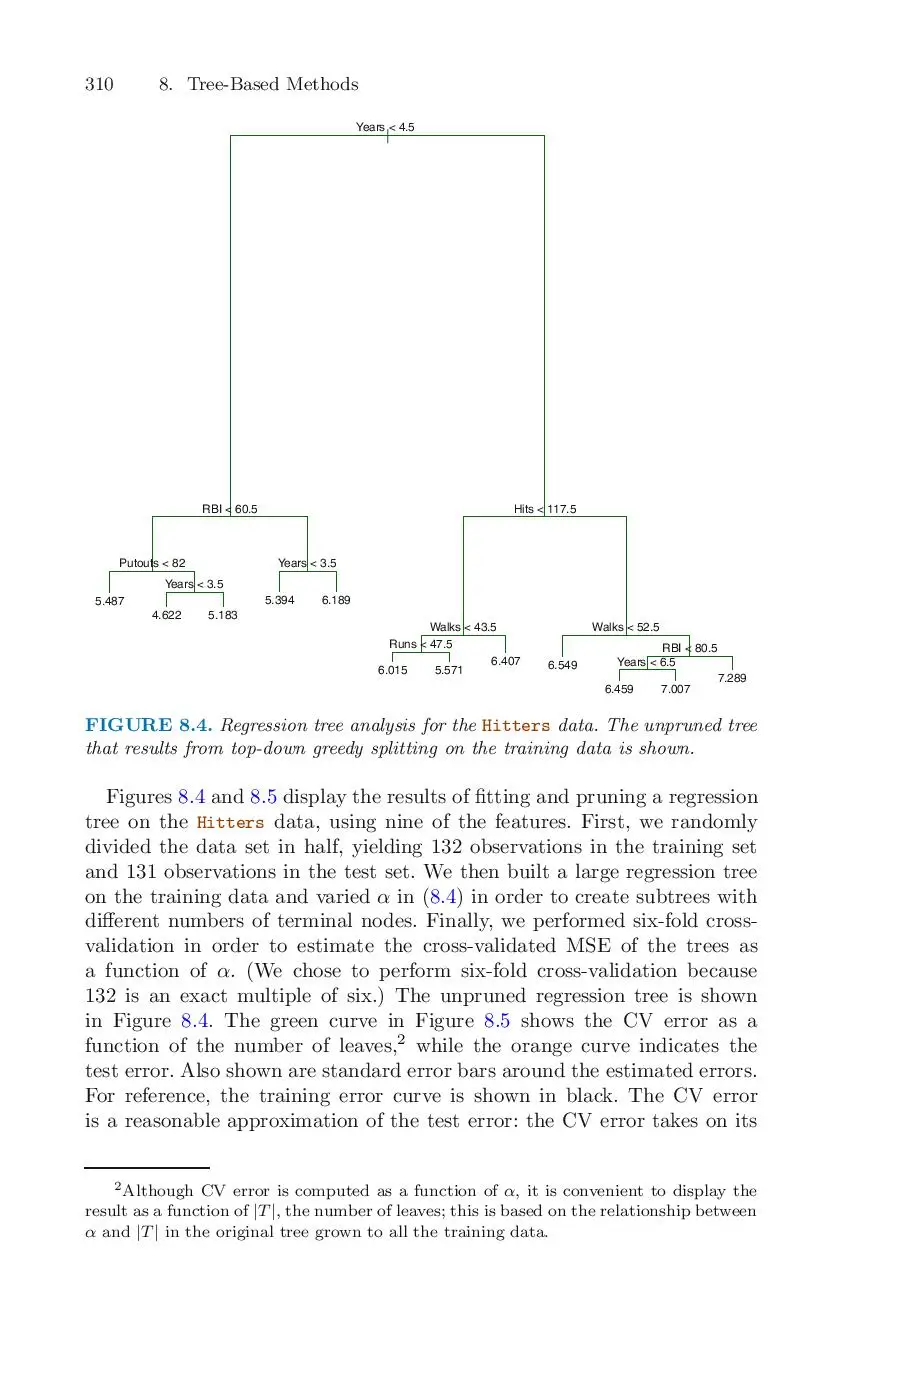 310 8. Tree-Based Methods
Years < 4.5
RBI < 60.5
Hits < 117.5
Putouts < 82
Years < 3.5
Years < 3.5
5.487
4.622
5.183
5.394
6.189
Walks < 43.5
Walks < 52.5
Runs < 47.5
RBI < 80.5
Years < 6.5
6.015
5.571
6.407
6.549
6.459
7.007
7.289
FIGURE 8.4. Regression tree analysis for the Hitters data. The unpruned tree
that results from top-down greedy splitting on the training data is shown.
Figures 8.4 and 8.5 display the results of fitting and pruning a regression
tree on the Hitters data, using nine of the features. First, we randomly
divided the data set in half, yielding 132 observations in the training set
and 131 observations in the test set. We then built a large regression tree
on the training data and varied α in (8.4) in order to create subtrees with
different numbers of terminal nodes. Finally, we performed six-fold cross-
validation in order to estimate the cross-validated MSE of the trees as
a function of α. (We chose to perform six-fold cross-validation because
132 is an exact multiple of six.) The unpruned regression tree is shown
in Figure 8.4. The green curve in Figure 8.5 shows the CV error as a
function of the number of leaves,² while the orange curve indicates the
test error. Also shown are standard error bars around the estimated errors.
For reference, the training error curve is shown in black. The CV error
is a reasonable approximation of the test error: the CV error takes on its
²Although CV error is computed as a function of α, it is convenient to display the
result as a function of |T|, the number of leaves; this is based on the relationship between
α and |T| in the original tree grown to all the training data.